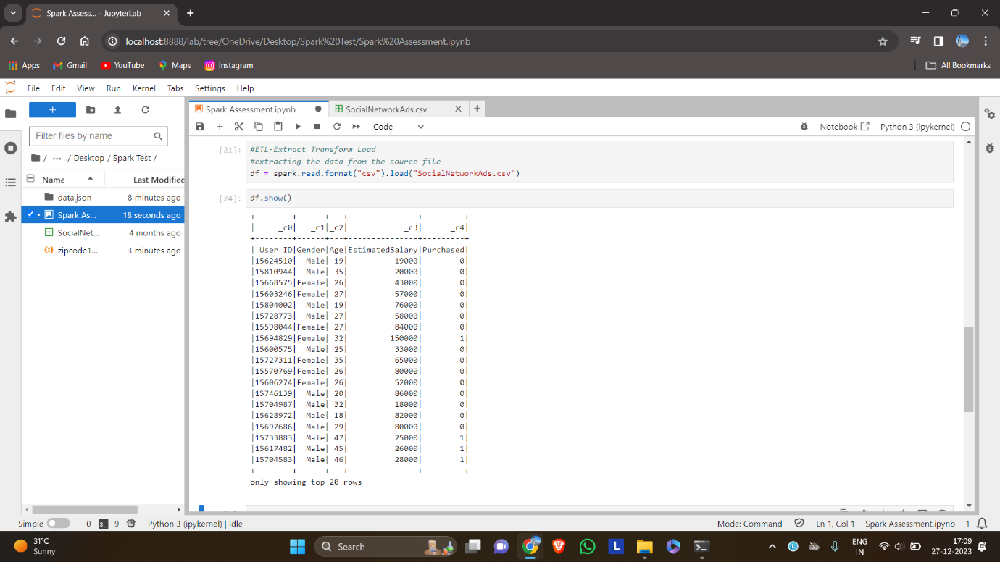 Spark Assess... - JupyterLab
localhost:8888/lab/tree/OneDrive/Desktop/Spark%20Test/Spark%20Assessment.ipynb
Apps Gmail YouTube Maps Instagram All Bookmarks
File Edit View Run Kernel Tabs Settings Help
Spark Assessment.ipynb SocialNetworkAds.csv
Filter files by name
Code Notebook Python 3 (ipykernel)
/ ... / Desktop / Spark Test /
Name Last Modified
data.json 8 minutes ago
Spark As... 18 seconds ago
SocialNet... 4 months ago
zipcode1... 3 minutes ago
[21]: #ETL-Extract Transform Load
#extracting the data from the source file
df = spark.read.format("csv").load("SocialNetworkAds.csv")
[24]: df.show()
+--------+------+---+---------------+---------+
|     _c0|   _c1|_c2|            _c3|      _c4|
+--------+------+---+---------------+---------+
| User ID|Gender|Age|EstimatedSalary|Purchased|
|15624510|  Male| 19|          19000|        0|
|15810944|  Male| 35|          20000|        0|
|15668575|Female| 26|          43000|        0|
|15603246|Female| 27|          57000|        0|
|15804002|  Male| 19|          76000|        0|
|15728773|  Male| 27|          58000|        0|
|15598044|Female| 27|          84000|        0|
|15694829|Female| 32|         150000|        1|
|15600575|  Male| 25|          33000|        0|
|15727311|Female| 35|          65000|        0|
|15570769|Female| 26|          80000|        0|
|15606274|Female| 26|          52000|        0|
|15746139|  Male| 20|          86000|        0|
|15704987|  Male| 32|          18000|        0|
|15628972|  Male| 18|          82000|        0|
|15697686|  Male| 29|          80000|        0|
|15733883|  Male| 47|          25000|        1|
|15617482|  Male| 45|          26000|        1|
|15704583|  Male| 46|          28000|        1|
+--------+------+---+---------------+---------+
only showing top 20 rows
Simple 0 $_ 9 Python 3 (ipykernel) | Idle Mode: Command Ln 1, Col 1 Spark Assessment.ipynb 1
31°C
Sunny
Search
L
ENG
IN
17:09
27-12-2023